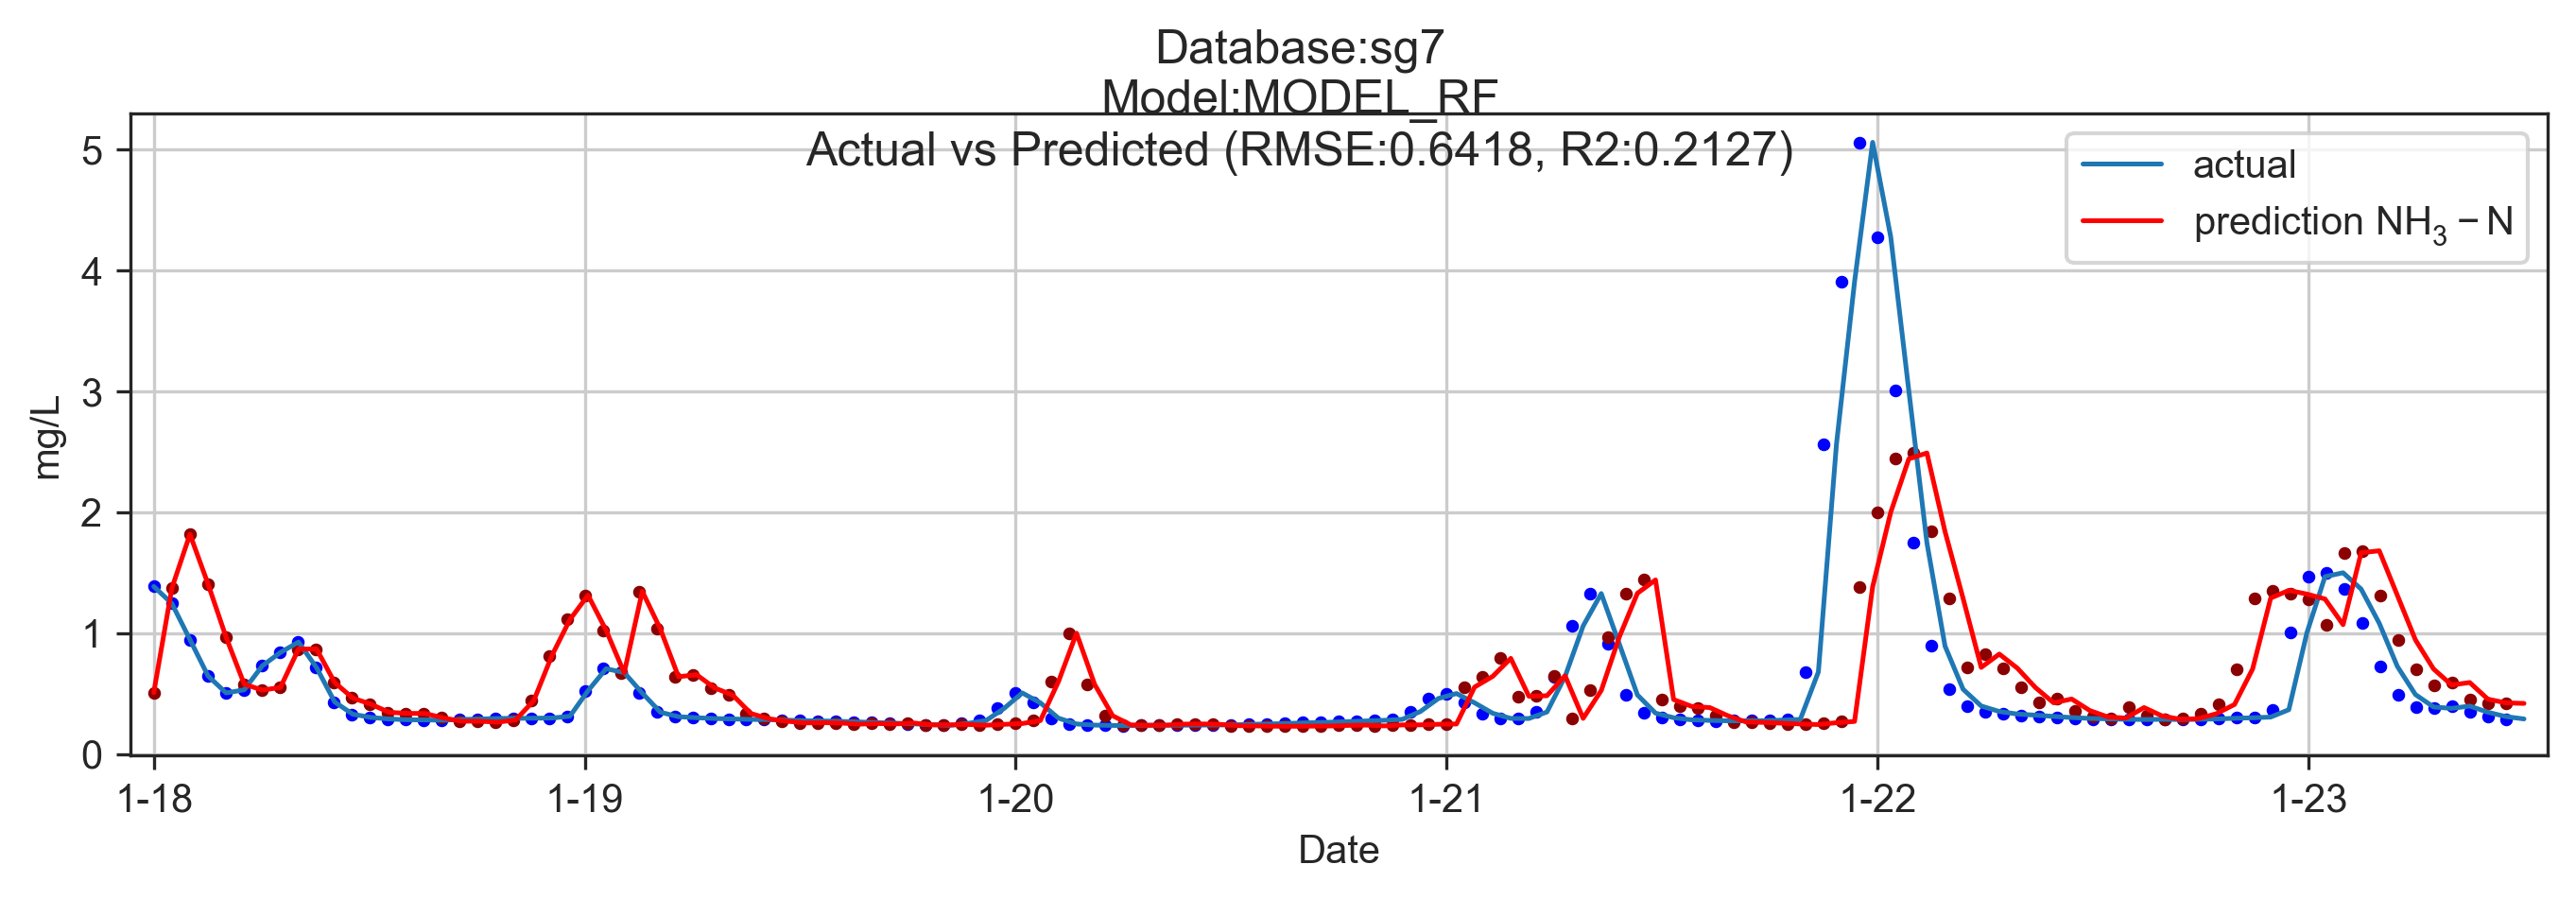 Database:sg7
Model:MODEL_RF
Actual vs Predicted (RMSE:0.6418, R2:0.2127)
actual
prediction NH₃ − N
5
4
3
2
1
0
mg/L
1-18 1-19 1-20 1-21 1-22 1-23
Date